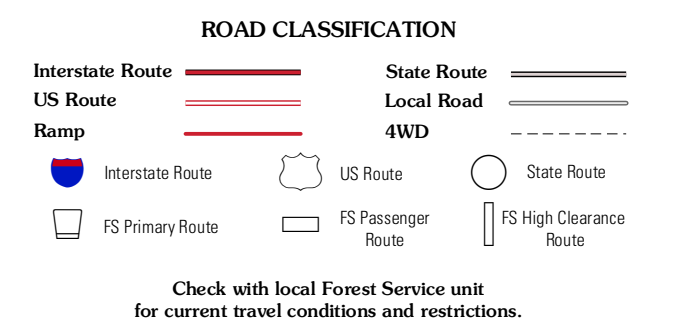 ROAD CLASSIFICATION
Interstate Route
State Route
US Route
Local Road
Ramp
4WD
Interstate Route
US Route
State Route
FS Primary Route
FS Passenger
Route
FS High Clearance
Route
Check with local Forest Service unit
for current travel conditions and restrictions.